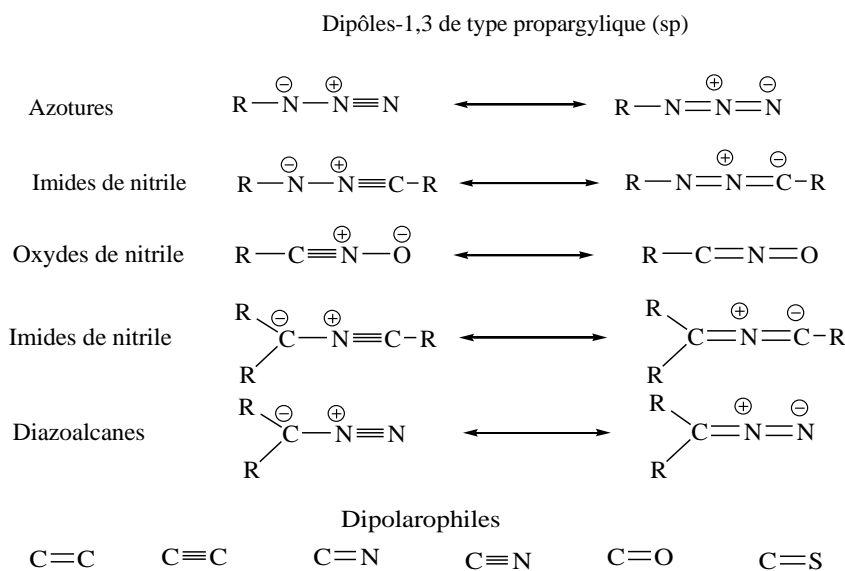 Dipôles-1,3 de type propargylique (sp)
Azotures R—N⊖—N⊕≡N ⟷ R—N=N⊕=N⊖
Imides de nitrile R—N⊖—N⊕≡C—R ⟷ R—N=N⊕=C⊖—R
Oxydes de nitrile R—C≡N⊕—O⊖ ⟷ R—C=N=O
Imides de nitrile R R C⊖—N⊕≡C—R ⟷ R R C=N⊕=C⊖—R
Diazoalcanes R R C⊖—N⊕≡N ⟷ R R C=N⊕=N⊖
Dipolarophiles
C=C C≡C C=N C≡N C=O C=S